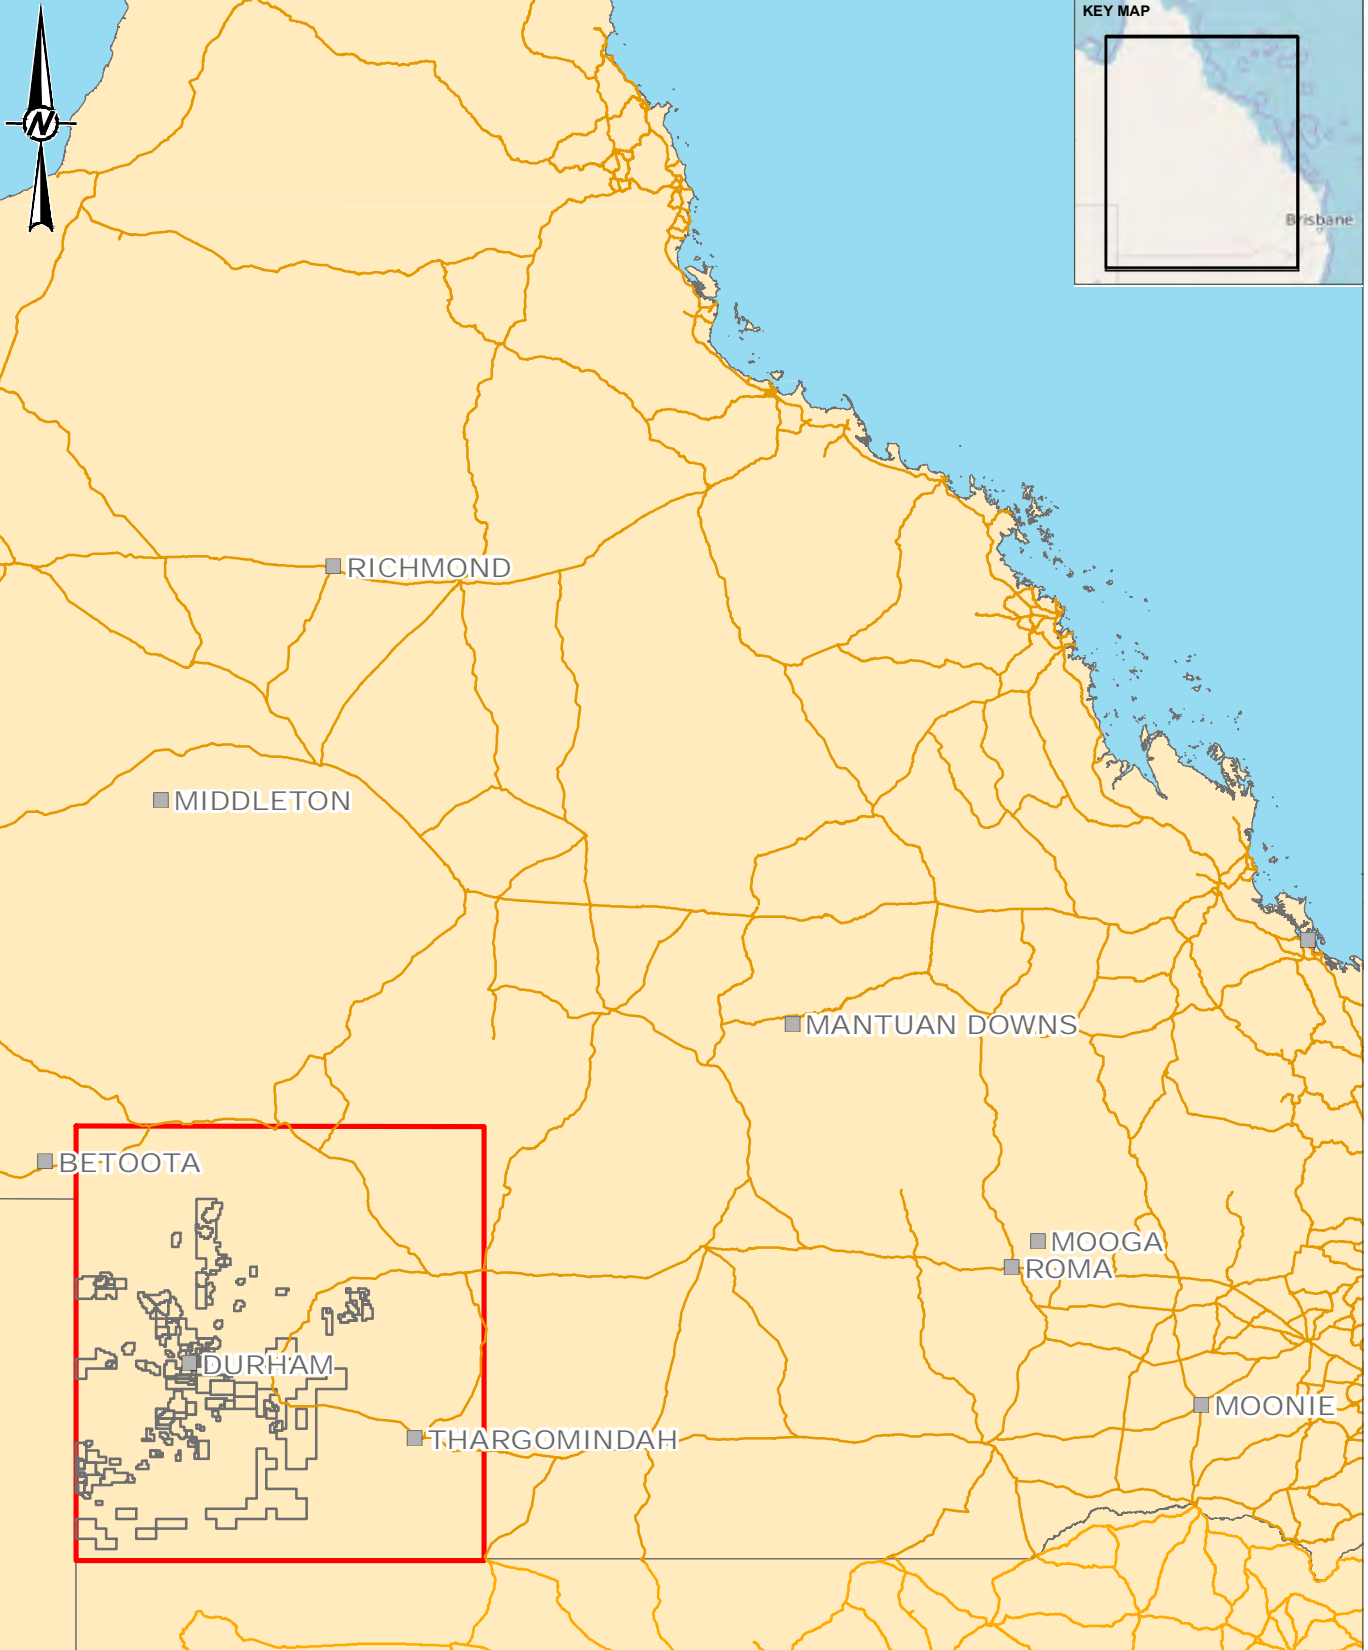 KEY MAP
N
Brisbane
RICHMOND
MIDDLETON
MANTUAN DOWNS
BETOOTA
MOOGA
ROMA
DURHAM
MOONIE
THARGOMINDAH